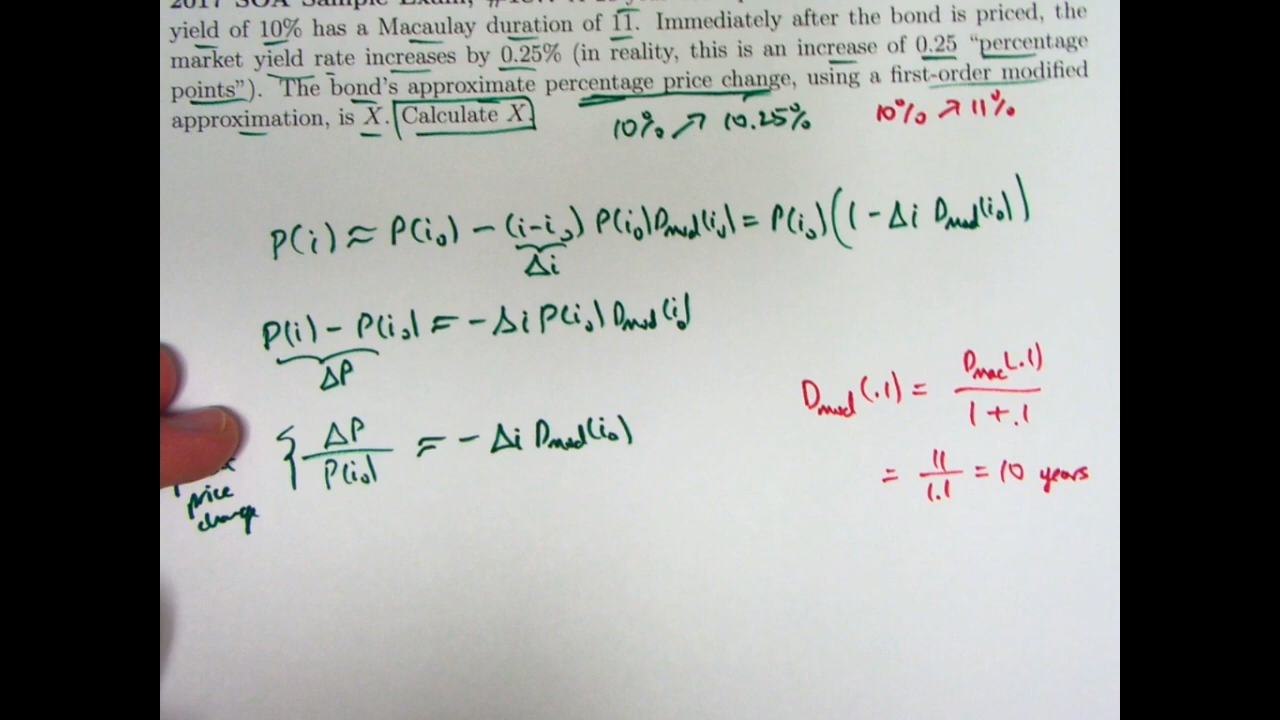 2017 SOA Sample Exam,
yield of 10% has a Macaulay duration of 11. Immediately after the bond is priced, the
market yield rate increases by 0.25% (in reality, this is an increase of 0.25 “percentage
points”). The bond's approximate percentage price change, using a first-order modified
approximation, is X. Calculate X.
10% ↗ 10.25% 10% ↗ 11%
P(i) ≈ P(i₀) - (i-i₀) P(i₀)Dmod(i₀) = P(i₀)(1 - Δi Dmod(i₀))
Δi
P(i) - P(i₀) ≈ -Δi P(i₀) Dmod(i₀)
ΔP
Dmod(.1) = Dmac(.1) / 1+.1
ΔP / P(i₀) ≈ - Δi Dmod(i₀)
= 11 / 1.1 = 10 years
price
change